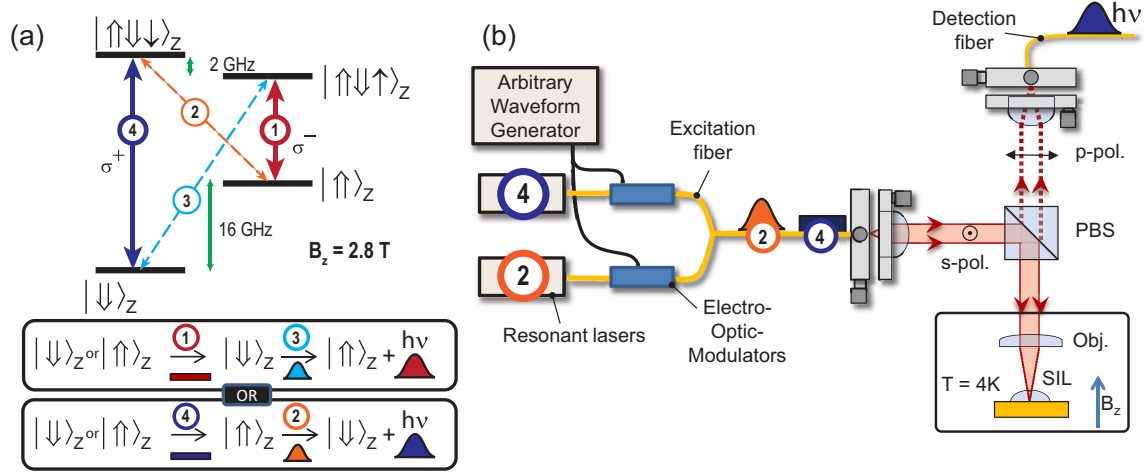 (a)
|⇑⇓↓⟩z
2 GHz
|⇑⇓↑⟩z
2
4
1
σ⁺
σ⁻
3
|⇑⟩z
16 GHz
Bz = 2.8 T
|⇓⟩z
1
3
|⇓⟩z or |⇑⟩z → |⇓⟩z → |⇑⟩z + hν
OR
4
2
|⇓⟩z or |⇑⟩z → |⇑⟩z → |⇓⟩z + hν
(b)
Detection
fiber
hν
Arbitrary
Waveform
Generator
Excitation
fiber
p-pol.
4
2
4
PBS
s-pol.
2
Resonant lasers
Electro-
Optic-
Modulators
Obj.
T = 4K
SIL
Bz